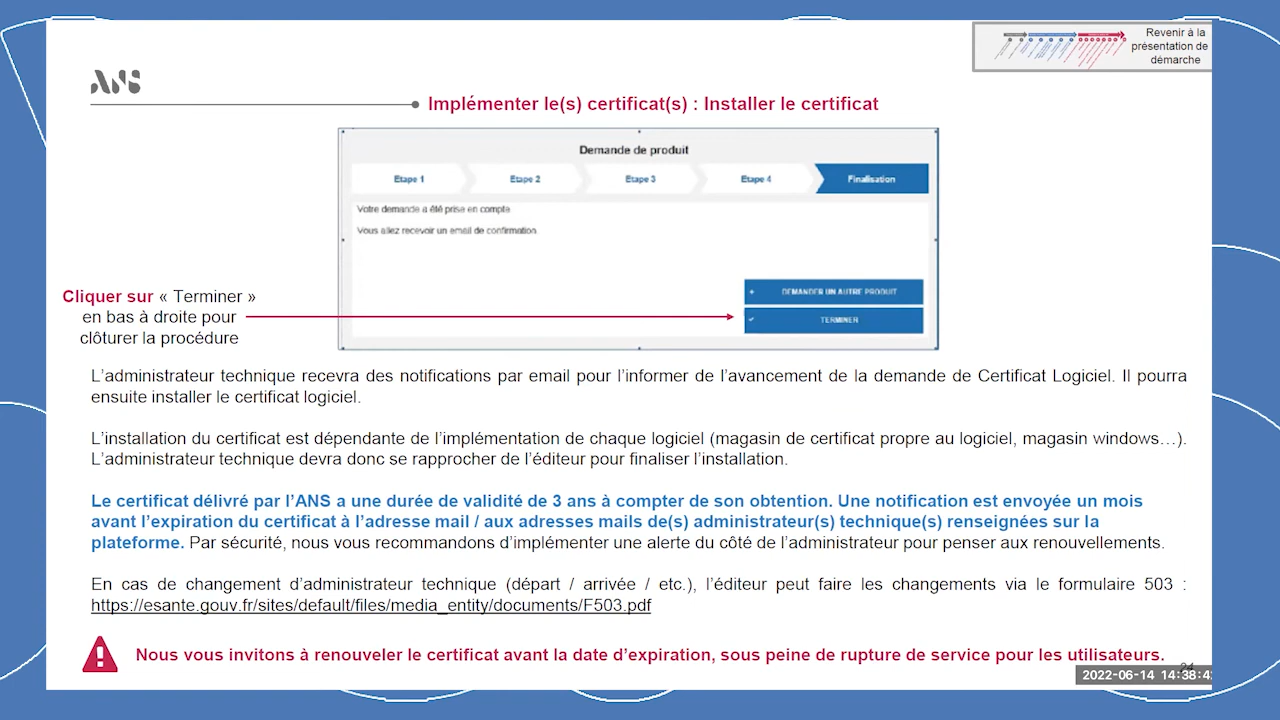 Revenir à la
présentation de
démarche
ANS
Implémenter le(s) certificat(s) : Installer le certificat
Demande de produit
Etape 1
Etape 2
Etape 3
Etape 4
Finalisation
Votre demande a été prise en compte
Vous allez recevoir un email de confirmation
DEMANDER UN AUTRE PRODUIT
TERMINER
Cliquer sur « Terminer »
en bas à droite pour
clôturer la procédure
L’administrateur technique recevra des notifications par email pour l’informer de l’avancement de la demande de Certificat Logiciel. Il pourra
ensuite installer le certificat logiciel.
L’installation du certificat est dépendante de l’implémentation de chaque logiciel (magasin de certificat propre au logiciel, magasin windows…).
L’administrateur technique devra donc se rapprocher de l’éditeur pour finaliser l’installation.
Le certificat délivré par l’ANS a une durée de validité de 3 ans à compter de son obtention. Une notification est envoyée un mois
avant l’expiration du certificat à l’adresse mail / aux adresses mails de(s) administrateur(s) technique(s) renseignées sur la
plateforme. Par sécurité, nous vous recommandons d’implémenter une alerte du côté de l’administrateur pour penser aux renouvellements.
En cas de changement d’administrateur technique (départ / arrivée / etc.), l’éditeur peut faire les changements via le formulaire 503 :
https://esante.gouv.fr/sites/default/files/media_entity/documents/F503.pdf
Nous vous invitons à renouveler le certificat avant la date d’expiration, sous peine de rupture de service pour les utilisateurs.
2022-06-14 14:38:4